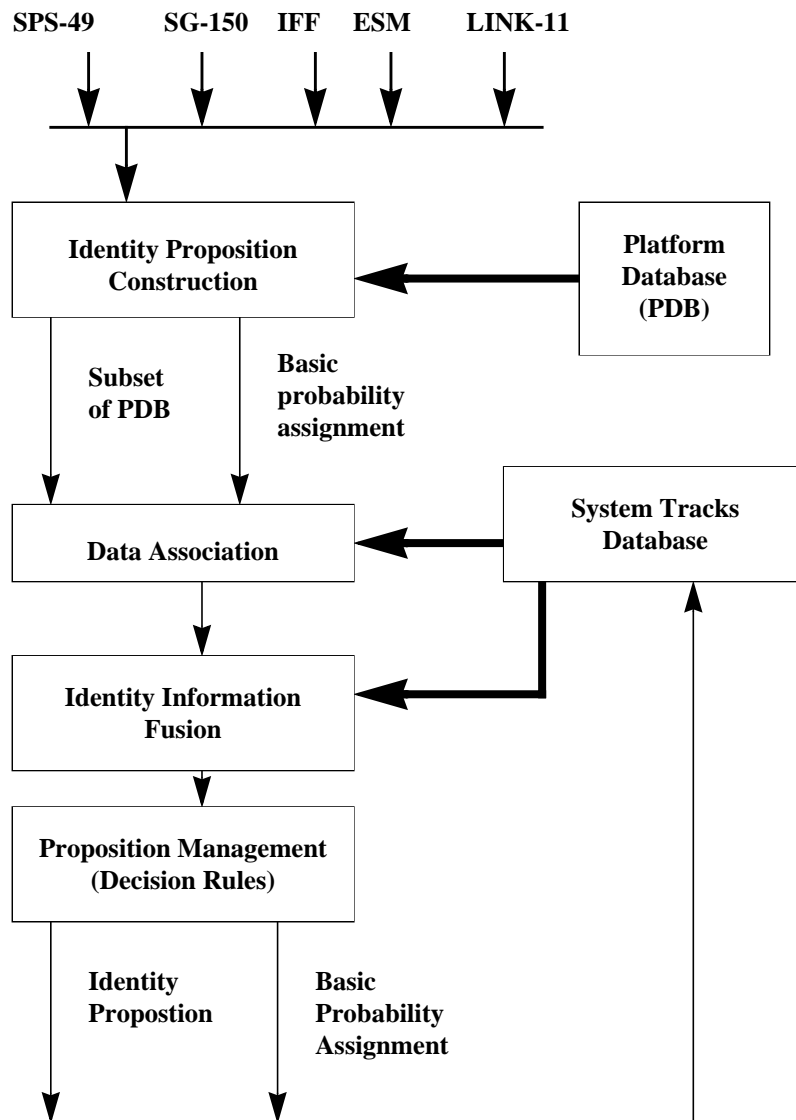 SPS-49 SG-150 IFF ESM LINK-11
Identity Proposition
Construction
Platform
Database
(PDB)
Subset
of PDB
Basic
probability
assignment
System Tracks
Database
Data Association
Identity Information
Fusion
Proposition Management
(Decision Rules)
Identity
Propostion
Basic
Probability
Assignment